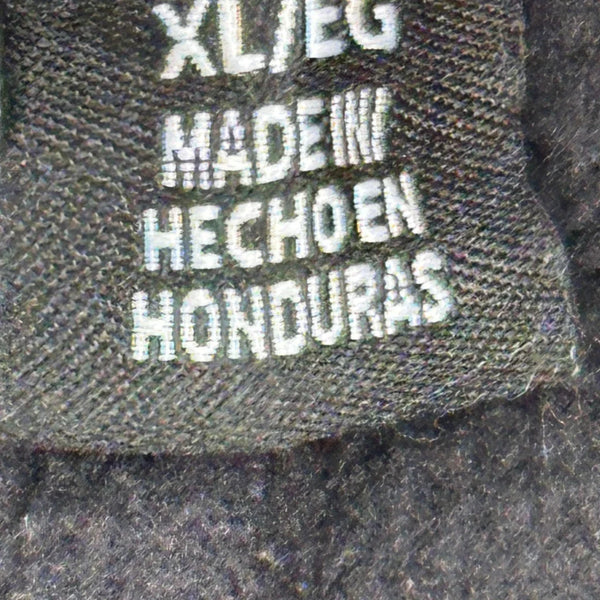 XL/EG
MADE IN/
HECHO EN
HONDURAS